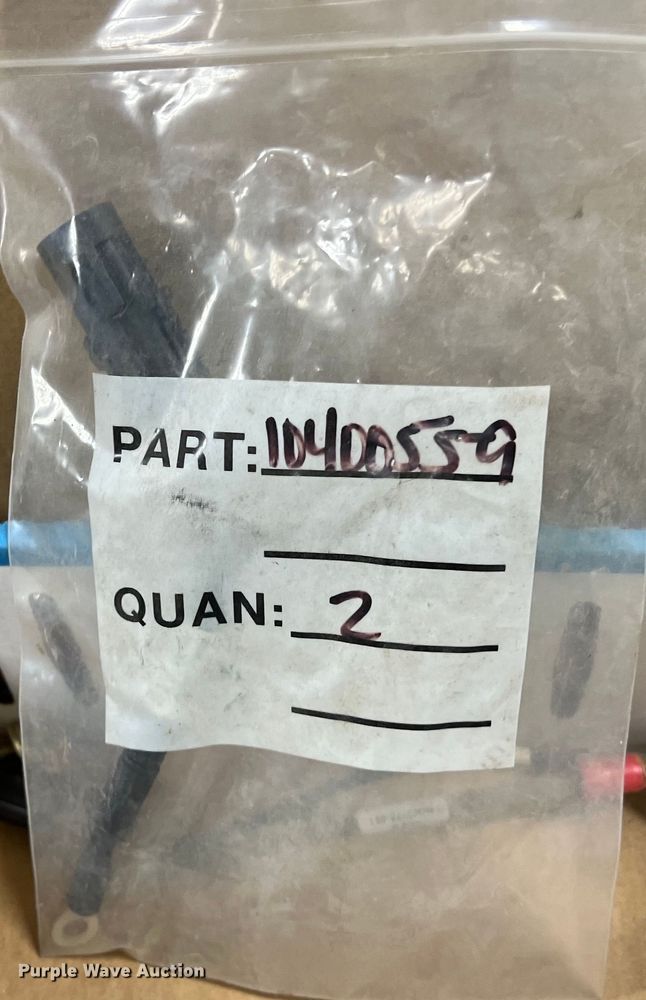 PART: 10400559
QUAN: 2
Purple Wave Auction